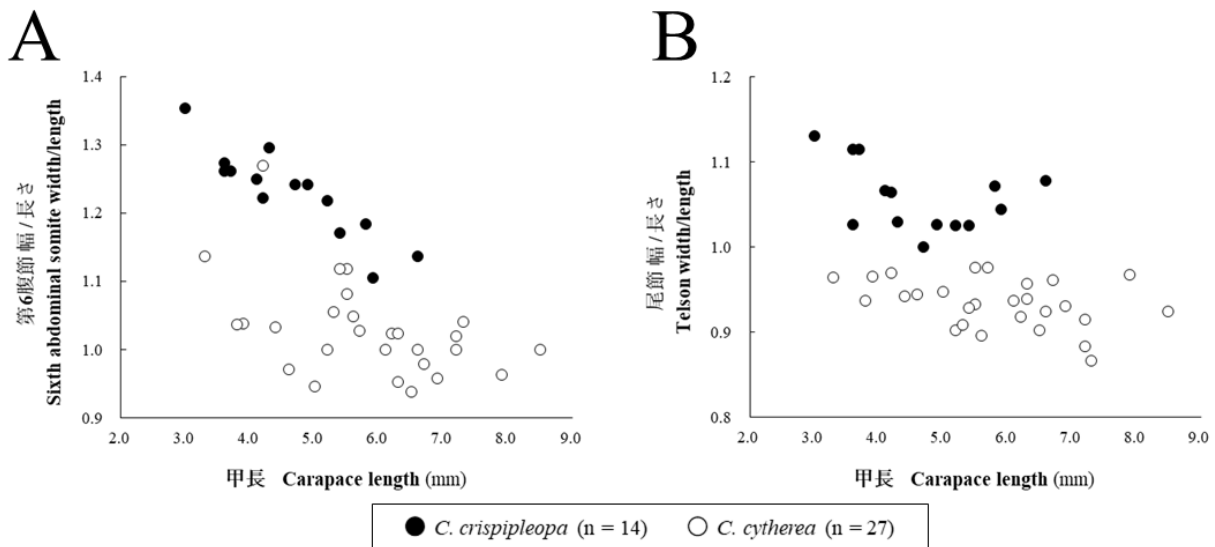 A
B
第6腹節 幅/長さ
Sixth abdominal somite width/length
1.4
1.3
1.2
1.1
1.0
0.9
2.0 3.0 4.0 5.0 6.0 7.0 8.0 9.0
甲長 Carapace length (mm)
尾節 幅/長さ
Telson width/length
1.2
1.1
1.0
0.9
0.8
2.0 3.0 4.0 5.0 6.0 7.0 8.0 9.0
甲長 Carapace length (mm)
C. crispipleopa (n = 14) C. cytherea (n = 27)